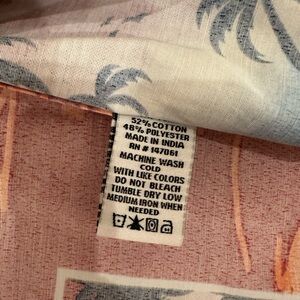 52% COTTON
48% POLYESTER
MADE IN INDIA
RN # 147061
MACHINE WASH
COLD
WITH LIKE COLORS
DO NOT BLEACH
TUMBLE DRY LOW
MEDIUM IRON WHEN
NEEDED